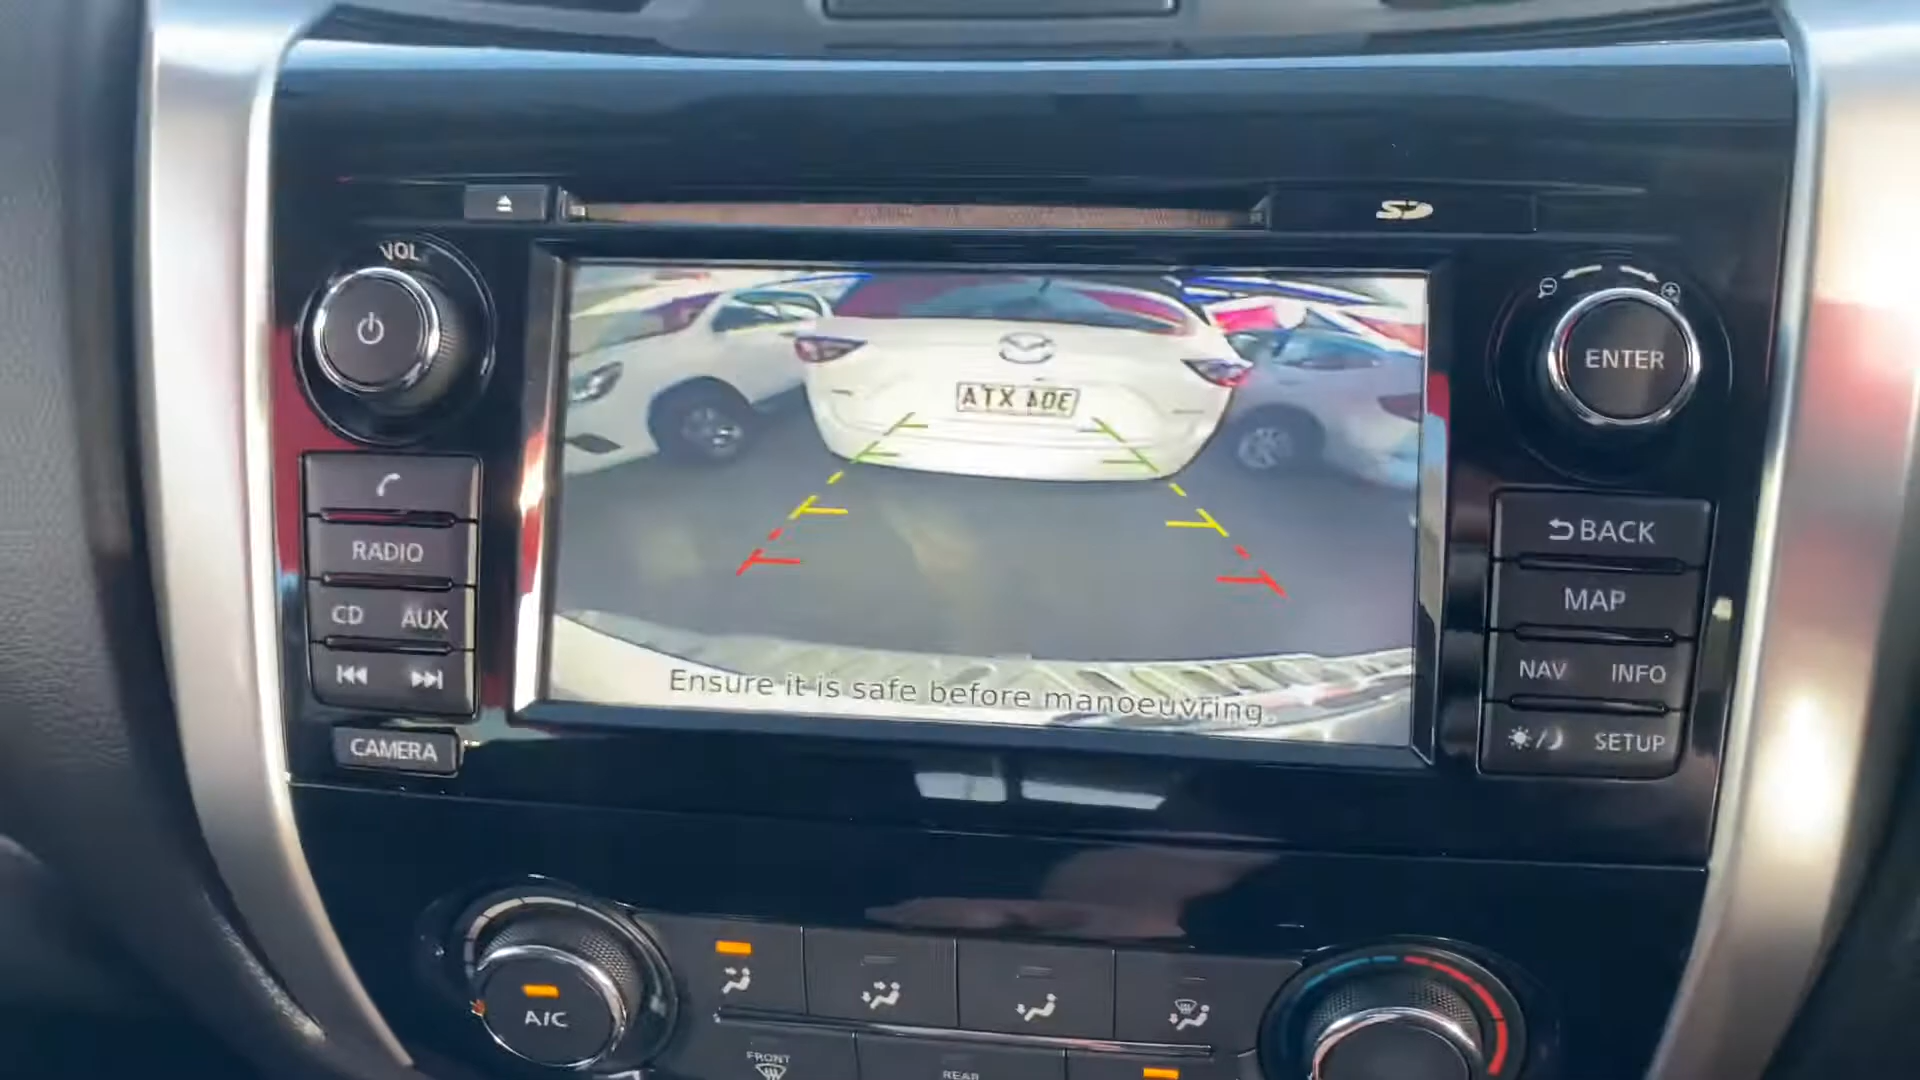 VOL
SD
ENTER
RADIO
CD AUX
CAMERA
BACK
MAP
NAV INFO
SETUP
ATX
Ensure it is safe before manoeuvring.
A/C
FRONT
REAR